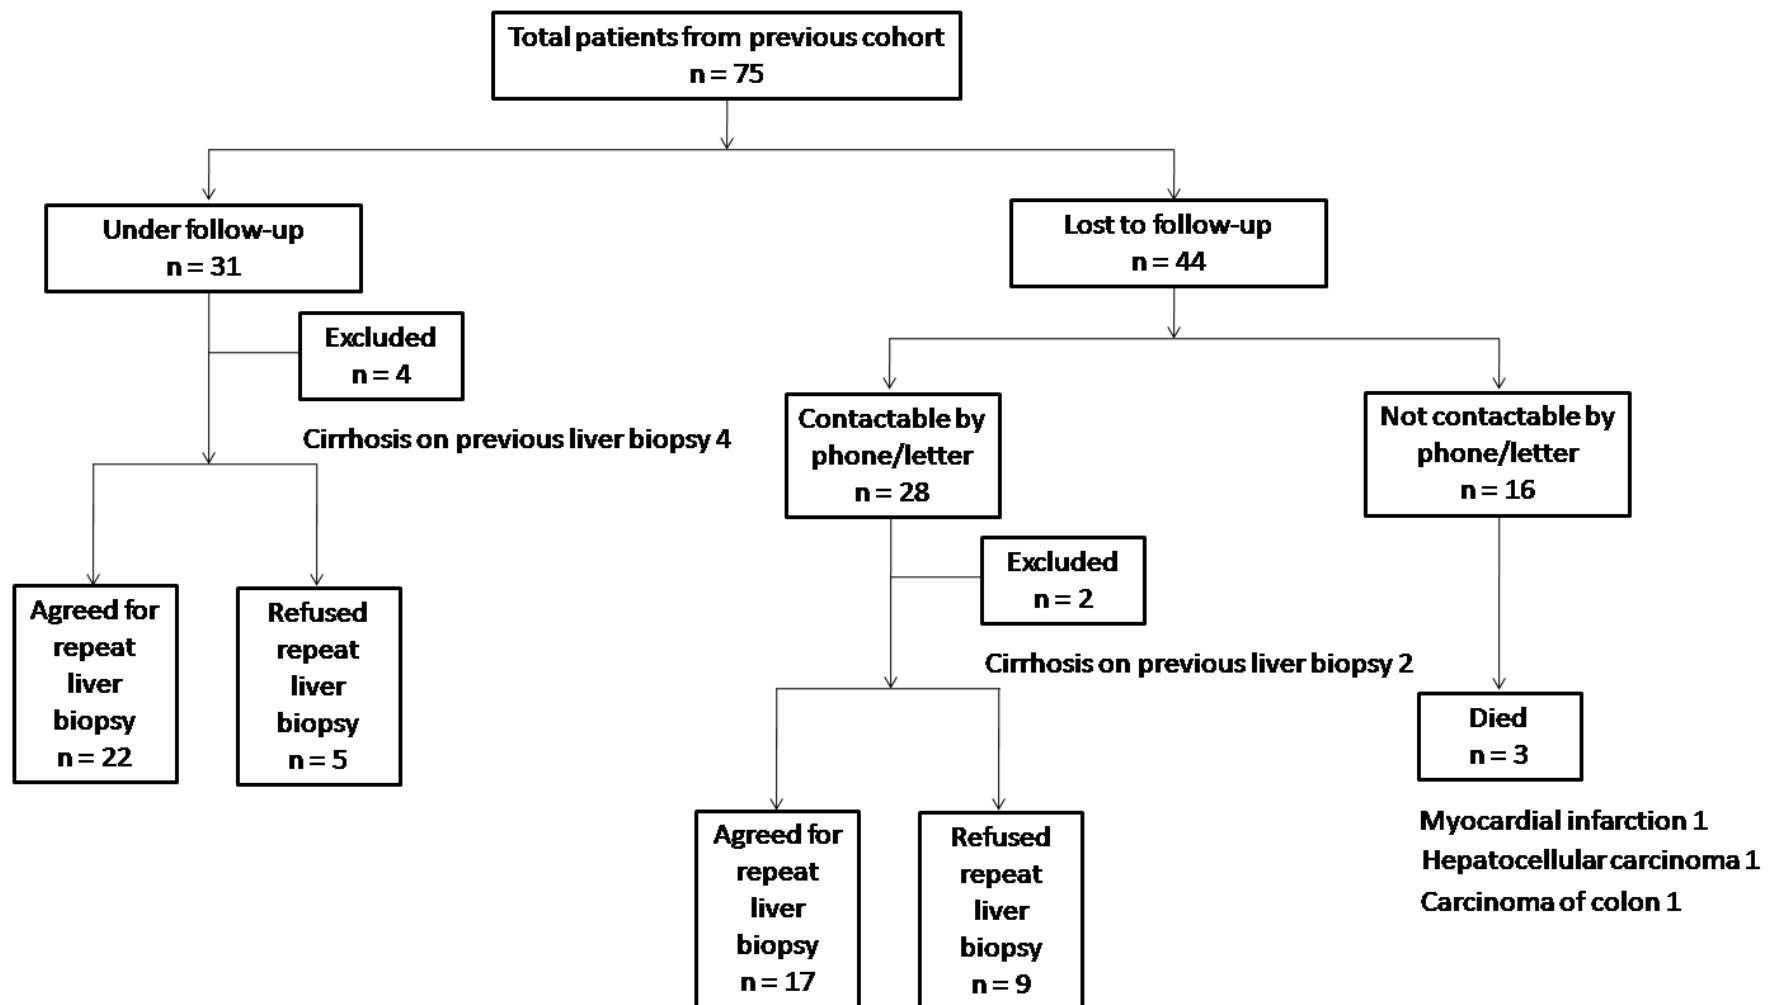 Total patients from previous cohort
n = 75
Under follow-up
n = 31
Lost to follow-up
n = 44
Excluded
n = 4
Cirrhosis on previous liver biopsy 4
Contactable by
phone/letter
n = 28
Not contactable by
phone/letter
n = 16
Excluded
n = 2
Cirrhosis on previous liver biopsy 2
Agreed for
repeat
liver
biopsy
n = 22
Refused
repeat
liver
biopsy
n = 5
Agreed for
repeat
liver
biopsy
n = 17
Refused
repeat
liver
biopsy
n = 9
Died
n = 3
Myocardial infarction 1
Hepatocellular carcinoma 1
Carcinoma of colon 1